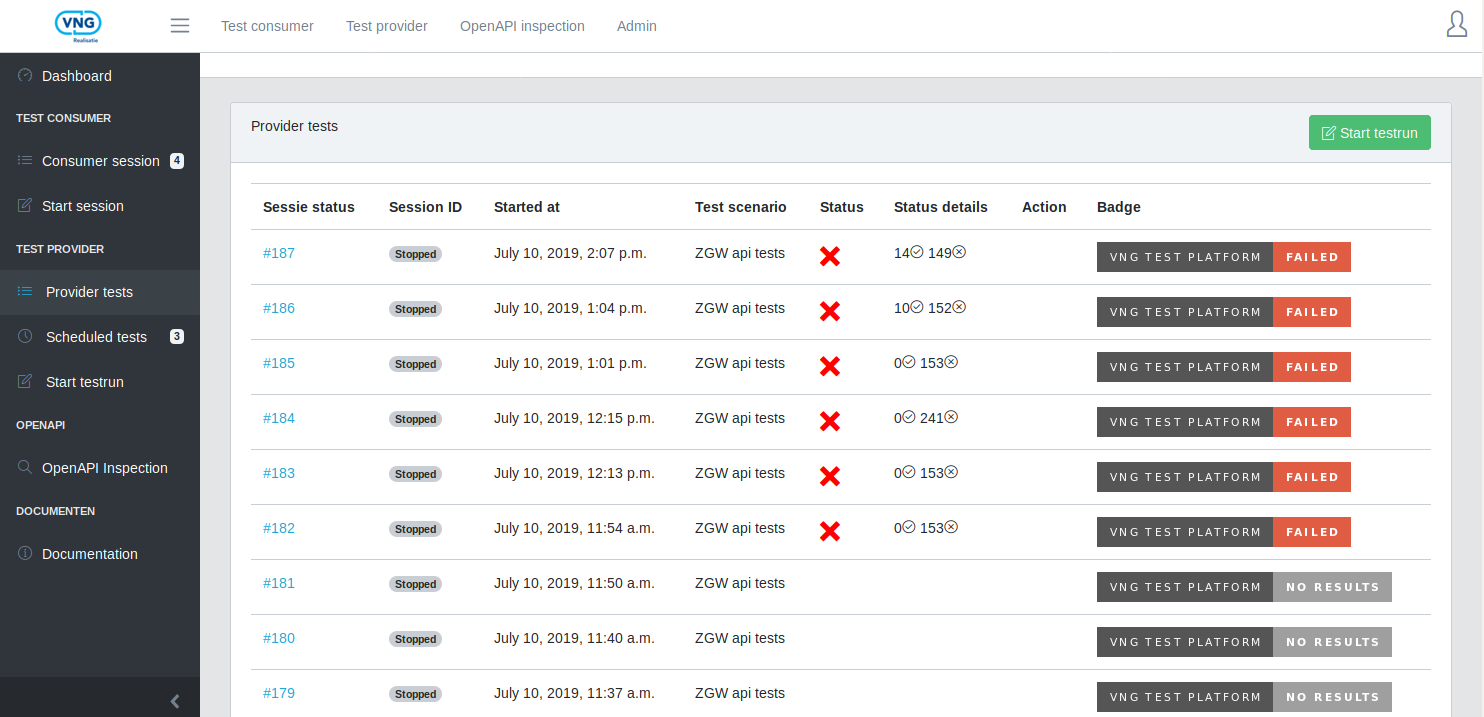 VNG
Realisatie
Test consumer Test provider OpenAPI inspection Admin
Dashboard
TEST CONSUMER
Consumer session 4
Start session
TEST PROVIDER
Provider tests
Scheduled tests 3
Start testrun
OPENAPI
OpenAPI Inspection
DOCUMENTEN
Documentation
Provider tests
Start testrun
Sessie status Session ID Started at Test scenario Status Status details Action Badge
#187 Stopped July 10, 2019, 2:07 p.m. ZGW api tests 14 149 VNG TEST PLATFORM FAILED
#186 Stopped July 10, 2019, 1:04 p.m. ZGW api tests 10 152 VNG TEST PLATFORM FAILED
#185 Stopped July 10, 2019, 1:01 p.m. ZGW api tests 0 153 VNG TEST PLATFORM FAILED
#184 Stopped July 10, 2019, 12:15 p.m. ZGW api tests 0 241 VNG TEST PLATFORM FAILED
#183 Stopped July 10, 2019, 12:13 p.m. ZGW api tests 0 153 VNG TEST PLATFORM FAILED
#182 Stopped July 10, 2019, 11:54 a.m. ZGW api tests 0 153 VNG TEST PLATFORM FAILED
#181 Stopped July 10, 2019, 11:50 a.m. ZGW api tests VNG TEST PLATFORM NO RESULTS
#180 Stopped July 10, 2019, 11:40 a.m. ZGW api tests VNG TEST PLATFORM NO RESULTS
#179 Stopped July 10, 2019, 11:37 a.m. ZGW api tests VNG TEST PLATFORM NO RESULTS